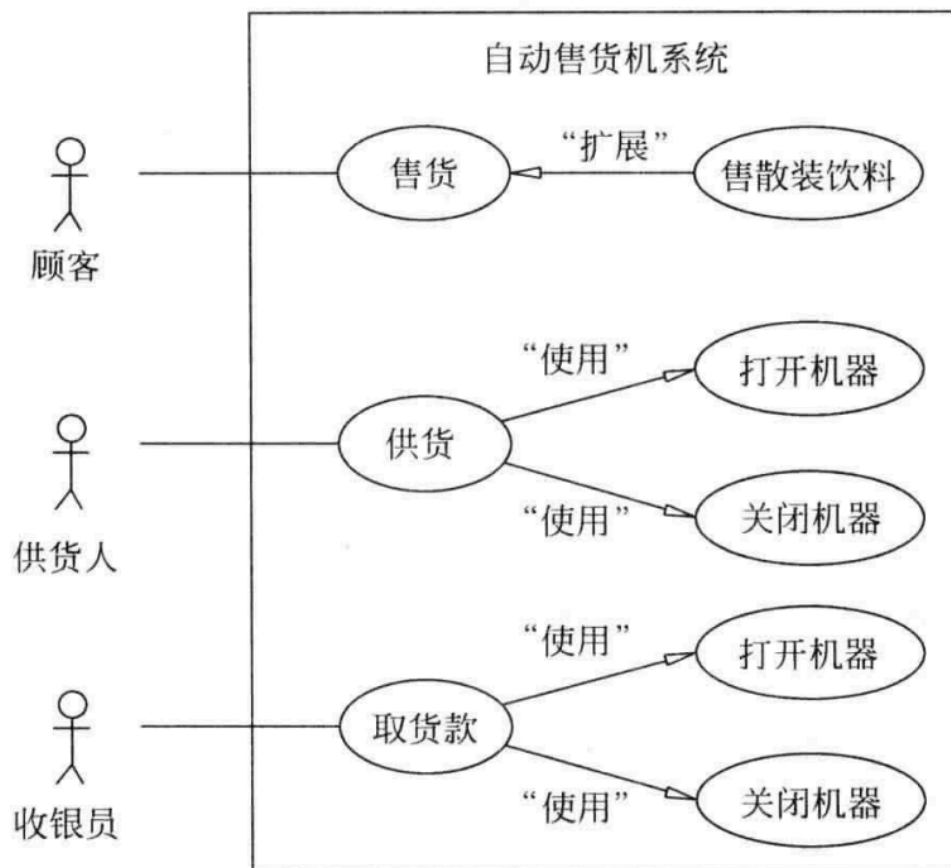 自动售货机系统
“扩展”
售货
售散装饮料
顾客
“使用”
打开机器
供货
“使用”
关闭机器
供货人
“使用”
打开机器
取货款
“使用”
关闭机器
收银员